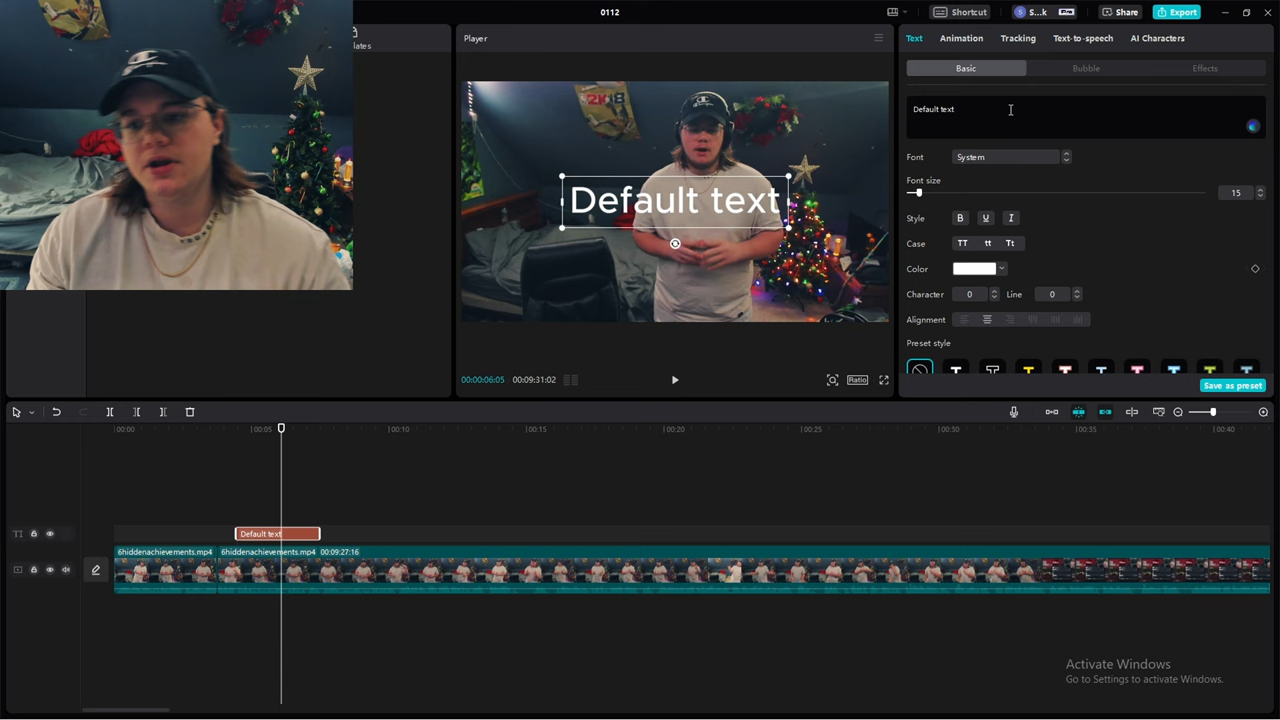 0112
Shortcut
S...k
Pro
Share
Export
lates
Player
Text
Animation
Tracking
Text-to-speech
AI Characters
Basic
Bubble
Effects
Default text
2K18
Default text
Font
System
Font size
15
Style
B
U
I
Case
TT
tt
Tt
Color
Character
0
Line
0
Alignment
Preset style
00:00:06:05
00:09:31:02
Ratio
Save as preset
00:00
00:05
00:10
00:15
00:20
00:25
00:30
00:35
00:40
TI
Default text
6hiddenachievements.mp4
6hiddenachievements.mp4 00:09:27:16
Activate Windows
Go to Settings to activate Windows.